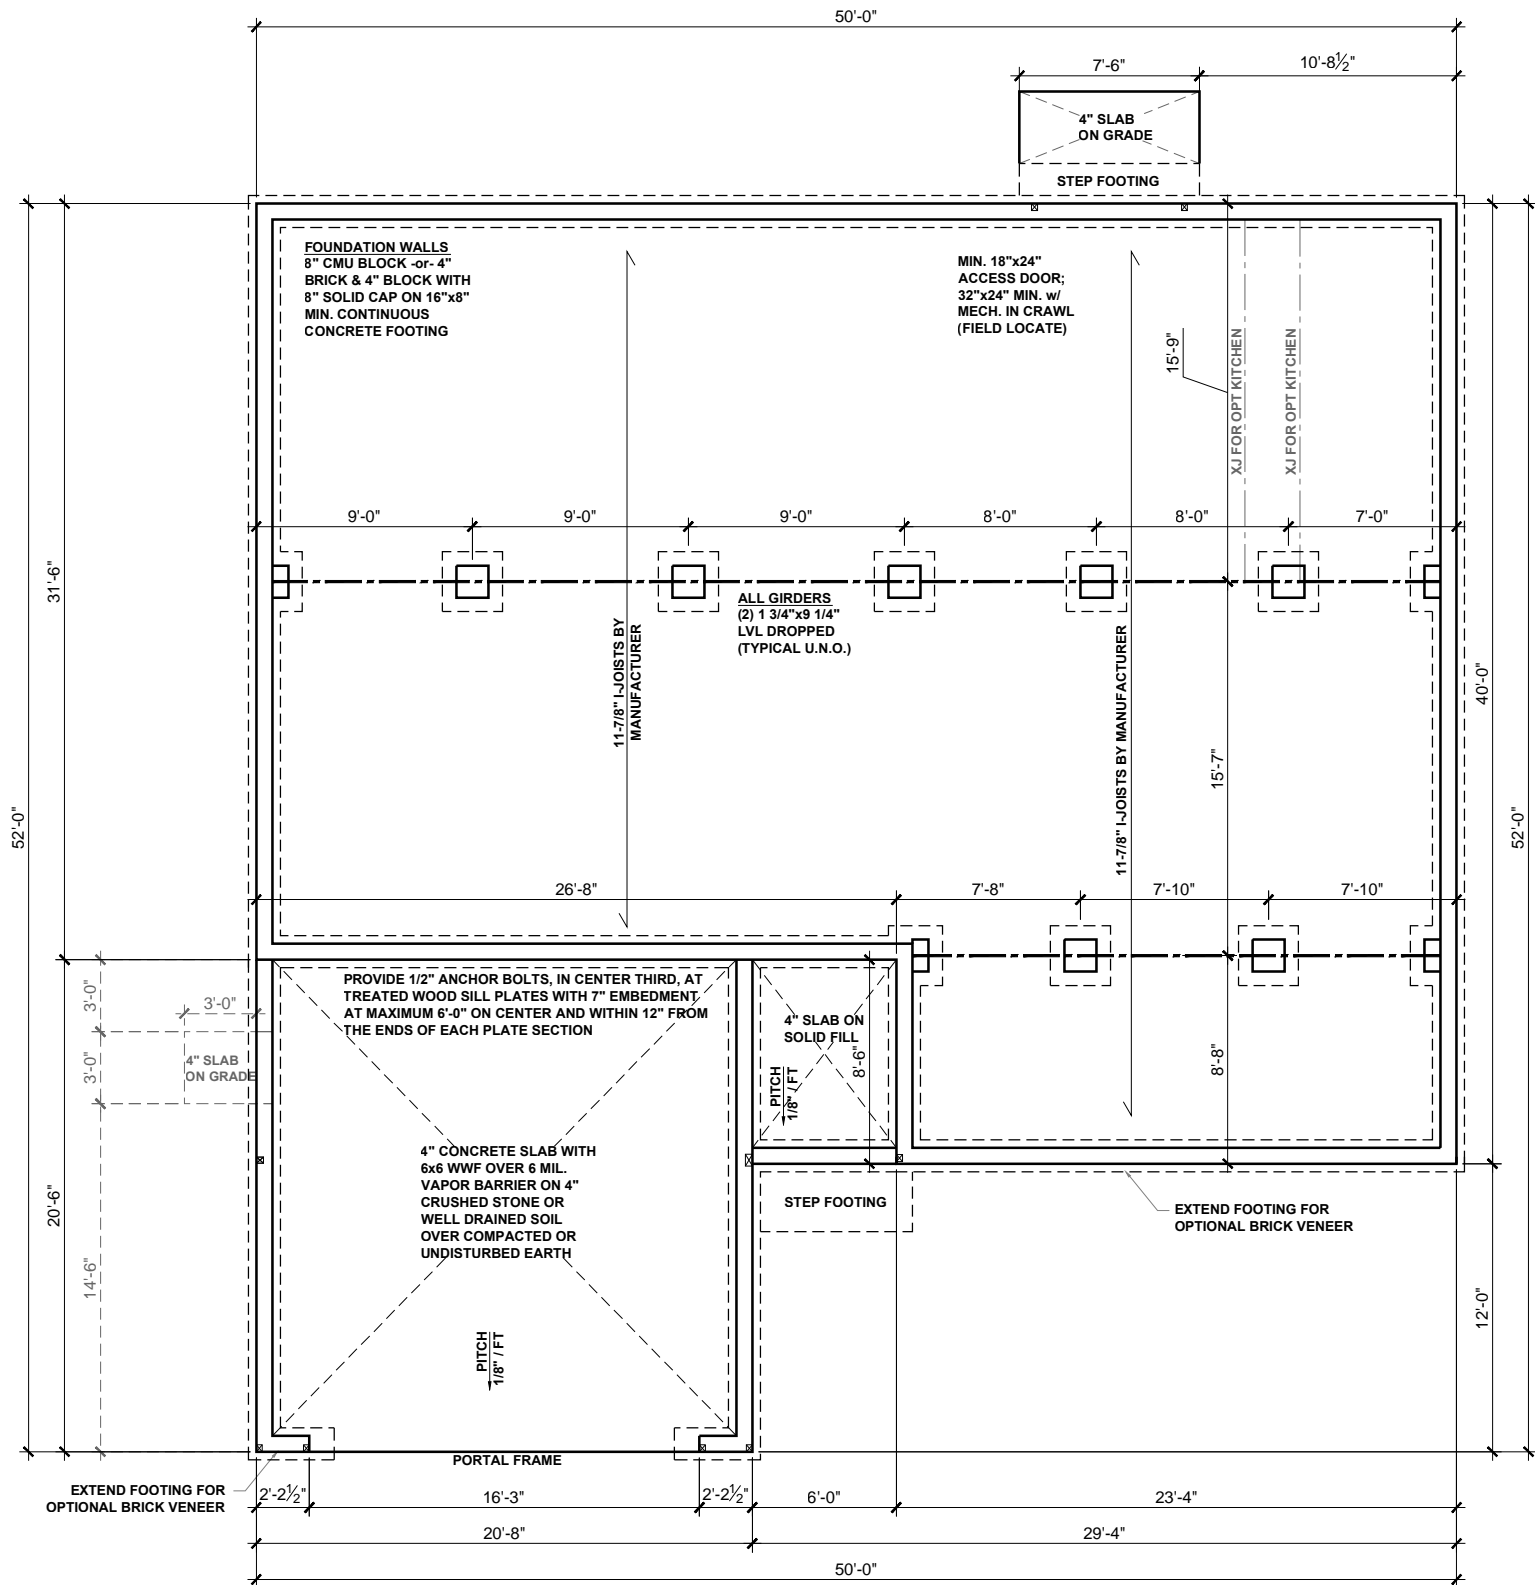 50'-0"
7'-6"
10'-8½"
4" SLAB
ON GRADE
STEP FOOTING
FOUNDATION WALLS
8" CMU BLOCK -or- 4"
BRICK & 4" BLOCK WITH
8" SOLID CAP ON 16"x8"
MIN. CONTINUOUS
CONCRETE FOOTING
MIN. 18"x24"
ACCESS DOOR;
32"x24" MIN. w/
MECH. IN CRAWL
(FIELD LOCATE)
15'-9"
XJ FOR OPT KITCHEN
XJ FOR OPT KITCHEN
9'-0"
9'-0"
9'-0"
8'-0"
8'-0"
7'-0"
31'-6"
ALL GIRDERS
(2) 1 3/4"x9 1/4"
LVL DROPPED
(TYPICAL U.N.O.)
11-7/8" I-JOISTS BY
MANUFACTURER
11-7/8" I-JOISTS BY MANUFACTURER
40'-0"
15'-7"
52'-0"
52'-0"
26'-8"
7'-8"
7'-10"
7'-10"
PROVIDE 1/2" ANCHOR BOLTS, IN CENTER THIRD, AT
TREATED WOOD SILL PLATES WITH 7" EMBEDMENT
AT MAXIMUM 6'-0" ON CENTER AND WITHIN 12" FROM
THE ENDS OF EACH PLATE SECTION
3'-0"
3'-0"
3'-0"
4" SLAB
ON GRADE
4" SLAB ON
SOLID FILL
8'-6"
PITCH
1/8" / FT
8'-8"
4" CONCRETE SLAB WITH
6x6 WWF OVER 6 MIL.
VAPOR BARRIER ON 4"
CRUSHED STONE OR
WELL DRAINED SOIL
OVER COMPACTED OR
UNDISTURBED EARTH
STEP FOOTING
EXTEND FOOTING FOR
OPTIONAL BRICK VENEER
20'-6"
14'-6"
12'-0"
PITCH
1/8" / FT
PORTAL FRAME
EXTEND FOOTING FOR
OPTIONAL BRICK VENEER
2'-2½"
16'-3"
2'-2½"
6'-0"
23'-4"
20'-8"
29'-4"
50'-0"